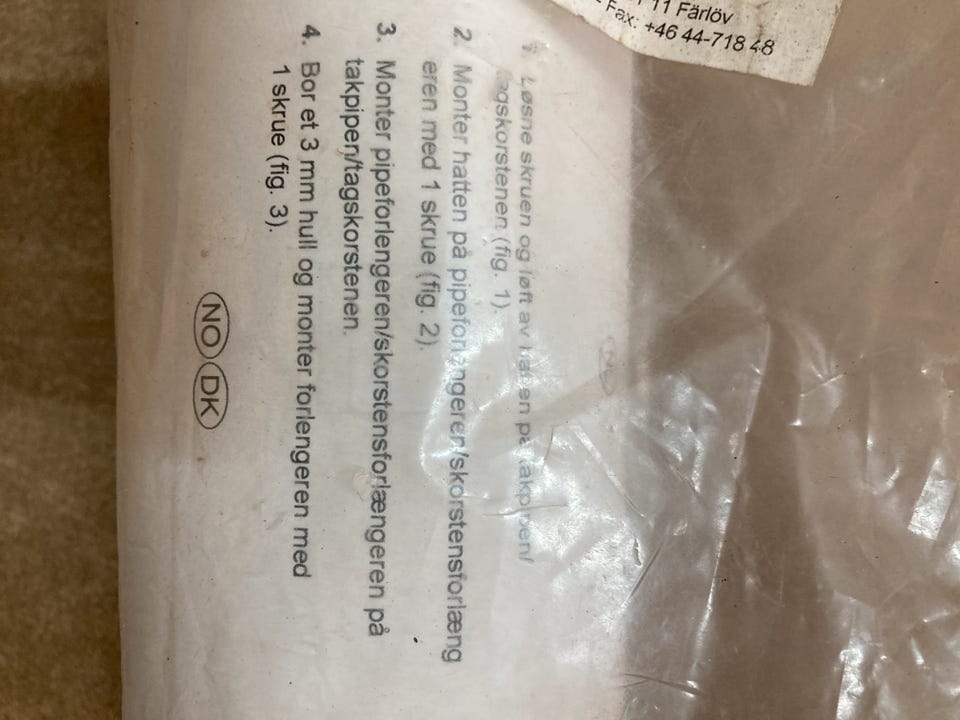 11 Färlöv
Fax: +46 44-718 48
1. Løsne skruen og løft av hatten på takpipen/
tagskorstenen (fig. 1).
2. Monter hatten på pipeforlengeren/skorstensforlæng
eren med 1 skrue (fig. 2).
3. Monter pipeforlengeren/skorstensforlængeren på
takpipen/tagskorstenen.
4. Bor et 3 mm hull og monter forlengeren med
1 skrue (fig. 3).
NO DK